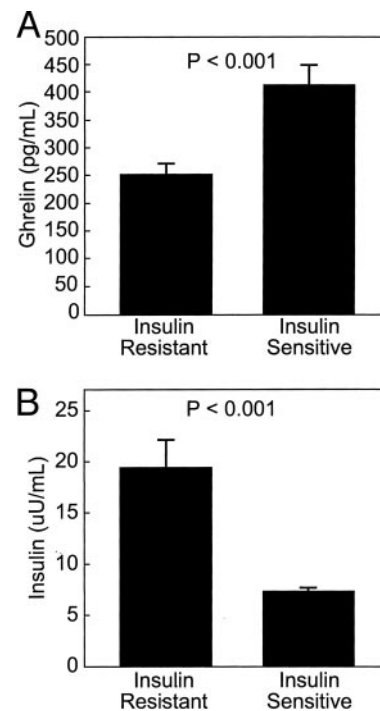 A
Ghrelin (pg/mL)
500
450
400
350
300
250
200
150
100
50
0
P < 0.001
Insulin
Resistant
Insulin
Sensitive
B
Insulin (uU/mL)
25
20
15
10
5
0
P < 0.001
Insulin
Resistant
Insulin
Sensitive